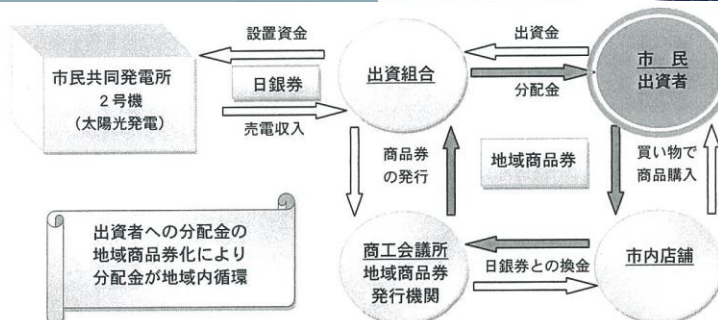 設置資金
出資金
市民共同発電所
2号機
(太陽光発電)
日銀券
売電収入
出資組合
分配金
市　民
出資者
商品券
の発行
地域商品券
買い物で
商品購入
出資者への分配金の
地域商品券化により
分配金が地域内循環
商工会議所
地域商品券
発行機関
日銀券との換金
市内店舗